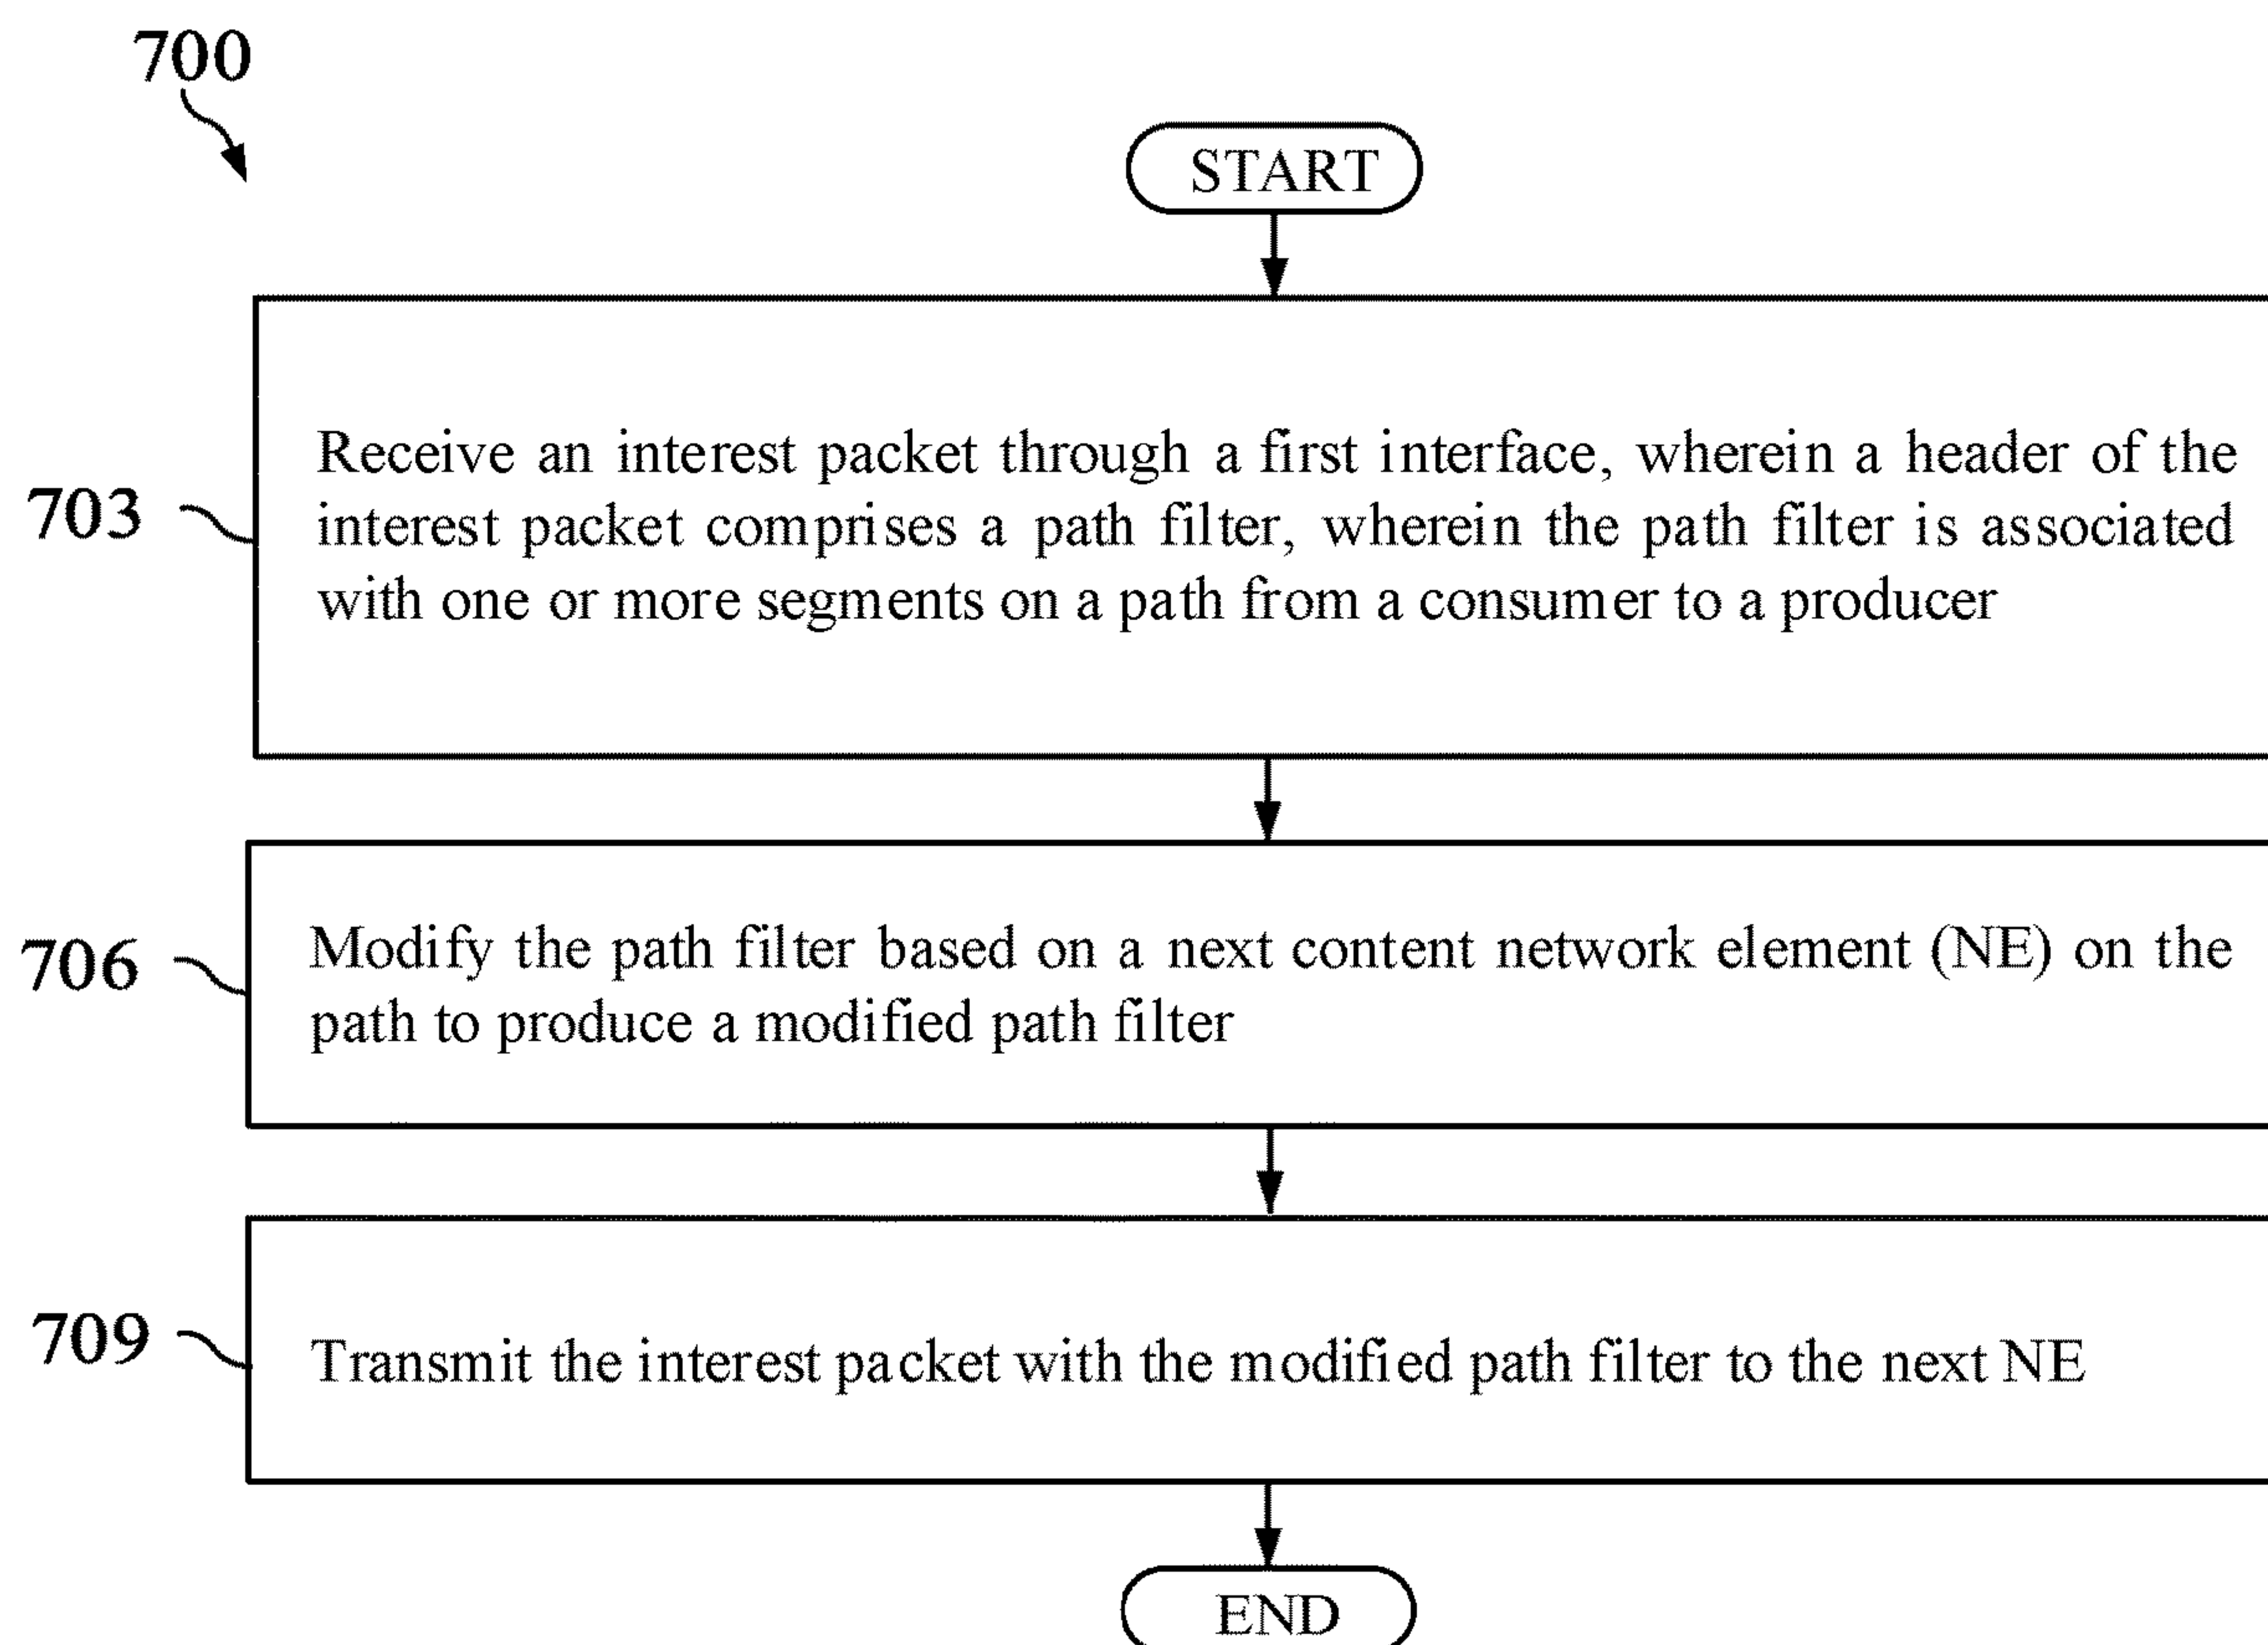 700
START
703
Receive an interest packet through a first interface, wherein a header of the
interest packet comprises a path filter, wherein the path filter is associated
with one or more segments on a path from a consumer to a producer
706
Modify the path filter based on a next content network element (NE) on the
path to produce a modified path filter
709
Transmit the interest packet with the modified path filter to the next NE
END